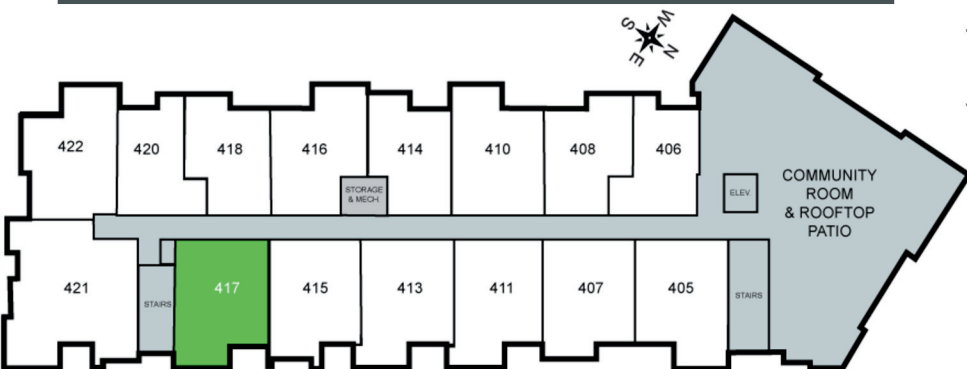 S
W
N
E
422
420
418
416
414
410
408
406
STORAGE
& MECH.
ELEV.
COMMUNITY
ROOM
& ROOFTOP
PATIO
421
STAIRS
417
415
413
411
407
405
STAIRS